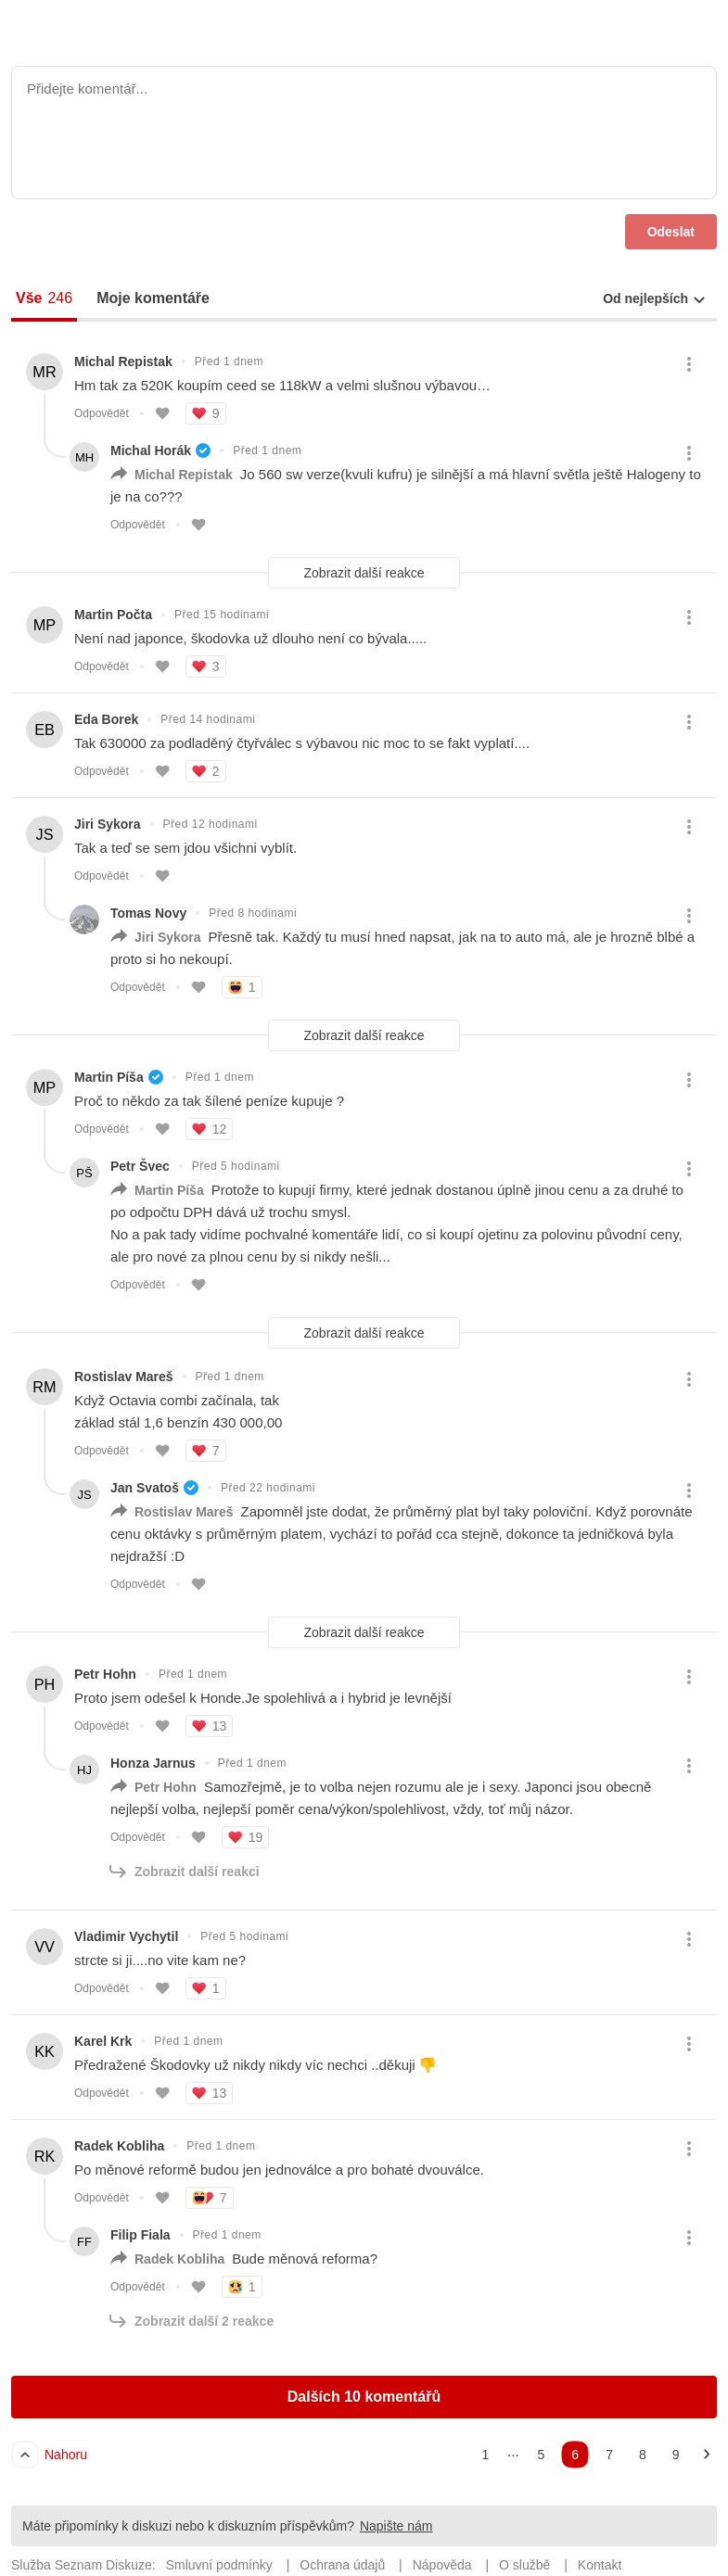 Přidejte komentář...
Odeslat
Vše 246 Moje komentáře Od nejlepších
MR Michal Repistak Před 1 dnem
Hm tak za 520K koupím ceed se 118kW a velmi slušnou výbavou…
Odpovědět 9
MH Michal Horák Před 1 dnem
Michal Repistak Jo 560 sw verze(kvuli kufru) je silnější a má hlavní světla ještě Halogeny to
je na co???
Odpovědět
Zobrazit další reakce
MP Martin Počta Před 15 hodinami
Není nad japonce, škodovka už dlouho není co bývala.....
Odpovědět 3
EB Eda Borek Před 14 hodinami
Tak 630000 za podladěný čtyřválec s výbavou nic moc to se fakt vyplatí....
Odpovědět 2
JS Jiri Sykora Před 12 hodinami
Tak a teď se sem jdou všichni vyblít.
Odpovědět
Tomas Novy Před 8 hodinami
Jiri Sykora Přesně tak. Každý tu musí hned napsat, jak na to auto má, ale je hrozně blbé a
proto si ho nekoupí.
Odpovědět 1
Zobrazit další reakce
MP Martin Píša Před 1 dnem
Proč to někdo za tak šílené peníze kupuje ?
Odpovědět 12
PŠ Petr Švec Před 5 hodinami
Martin Píša Protože to kupují firmy, které jednak dostanou úplně jinou cenu a za druhé to
po odpočtu DPH dává už trochu smysl.
No a pak tady vidíme pochvalné komentáře lidí, co si koupí ojetinu za polovinu původní ceny,
ale pro nové za plnou cenu by si nikdy nešli...
Odpovědět
Zobrazit další reakce
RM Rostislav Mareš Před 1 dnem
Když Octavia combi začínala, tak
základ stál 1,6 benzín 430 000,00
Odpovědět 7
JS Jan Svatoš Před 22 hodinami
Rostislav Mareš Zapomněl jste dodat, že průměrný plat byl taky poloviční. Když porovnáte
cenu oktávky s průměrným platem, vychází to pořád cca stejně, dokonce ta jedničková byla
nejdražší :D
Odpovědět
Zobrazit další reakce
PH Petr Hohn Před 1 dnem
Proto jsem odešel k Honde.Je spolehlivá a i hybrid je levnější
Odpovědět 13
HJ Honza Jarnus Před 1 dnem
Petr Hohn Samozřejmě, je to volba nejen rozumu ale je i sexy. Japonci jsou obecně
nejlepší volba, nejlepší poměr cena/výkon/spolehlivost, vždy, toť můj názor.
Odpovědět 19
Zobrazit další reakci
VV Vladimir Vychytil Před 5 hodinami
strcte si ji....no vite kam ne?
Odpovědět 1
KK Karel Krk Před 1 dnem
Předražené Škodovky už nikdy nikdy víc nechci ..děkuji 👎
Odpovědět 13
RK Radek Kobliha Před 1 dnem
Po měnové reformě budou jen jednoválce a pro bohaté dvouválce.
Odpovědět 7
FF Filip Fiala Před 1 dnem
Radek Kobliha Bude měnová reforma?
Odpovědět 1
Zobrazit další 2 reakce
Dalších 10 komentářů
Nahoru 1 ··· 5 6 7 8 9
Máte připomínky k diskuzi nebo k diskuzním příspěvkům? Napište nám
Služba Seznam Diskuze: Smluvní podmínky | Ochrana údajů | Nápověda | O službě | Kontakt